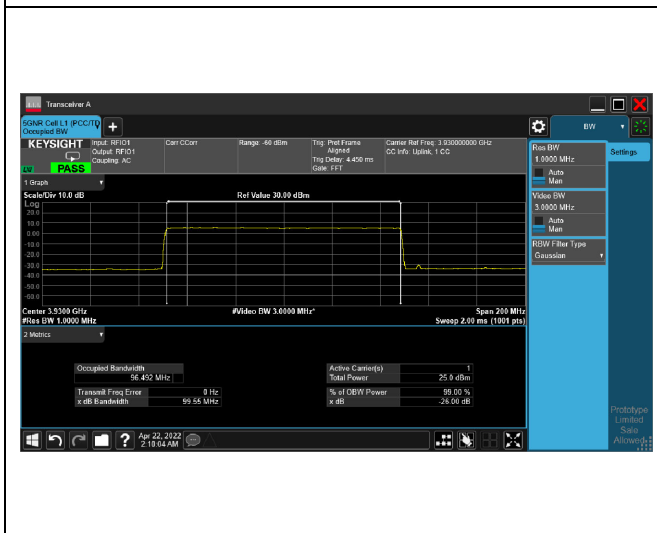 Transceiver A
5GNR Cell L1 (PCC/TD
Occupied BW
BW
KEYSIGHT
PASS
Input: RFIO1
Output: RFIO1
Coupling: AC
Corr CCorr
Range: -60 dBm
Trig: Pret Frame
Aligned
Trig Delay: 4.450 ms
Gate: FFT
Carrier Ref Freq: 3.930000000 GHz
CC Info: Uplink, 1 CC
1 Graph
Scale/Div 10.0 dB
Ref Value 30.00 dBm
Log
20.0
10.0
0.00
-10.0
-20.0
-30.0
-40.0
-50.0
-60.0
Center 3.9300 GHz
#Video BW 3.0000 MHz*
Span 200 MHz
#Res BW 1.0000 MHz
Sweep 2.00 ms (1001 pts)
2 Metrics
Occupied Bandwidth
96.492 MHz
Active Carrier(s) 1
Total Power 25.0 dBm
Transmit Freq Error 0 Hz
x dB Bandwidth 99.55 MHz
% of OBW Power 99.00 %
x dB -26.00 dB
Apr 22, 2022
2:18:04 AM
Res BW
1.0000 MHz
Auto
Man
Video BW
3.0000 MHz
Auto
Man
RBW Filter Type
Gaussian
Settings
Prototype
Limited
Sale
Allowed